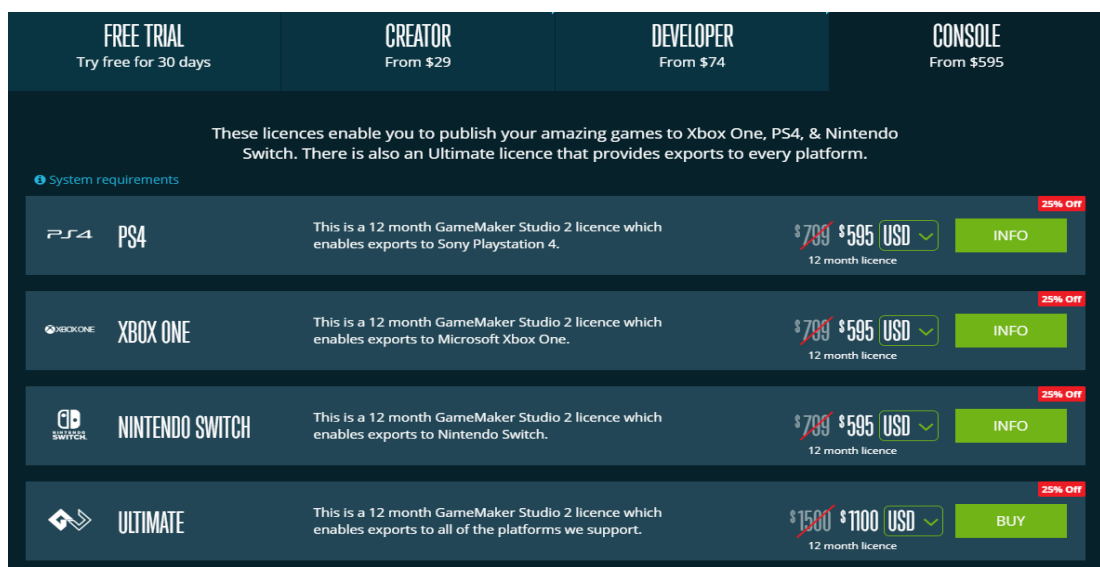 FREE TRIAL
Try free for 30 days
CREATOR
From $29
DEVELOPER
From $74
CONSOLE
From $595
These licences enable you to publish your amazing games to Xbox One, PS4, & Nintendo
Switch. There is also an Ultimate licence that provides exports to every platform.
System requirements
25% Off
PS4
PS4
This is a 12 month GameMaker Studio 2 licence which
enables exports to Sony Playstation 4.
$799 $595 USD
12 month licence
INFO
25% Off
XBOX ONE
XBOX ONE
This is a 12 month GameMaker Studio 2 licence which
enables exports to Microsoft Xbox One.
$799 $595 USD
12 month licence
INFO
25% Off
NINTENDO
SWITCH.
NINTENDO SWITCH
This is a 12 month GameMaker Studio 2 licence which
enables exports to Nintendo Switch.
$799 $595 USD
12 month licence
INFO
25% Off
ULTIMATE
This is a 12 month GameMaker Studio 2 licence which
enables exports to all of the platforms we support.
$1500 $1100 USD
12 month licence
BUY